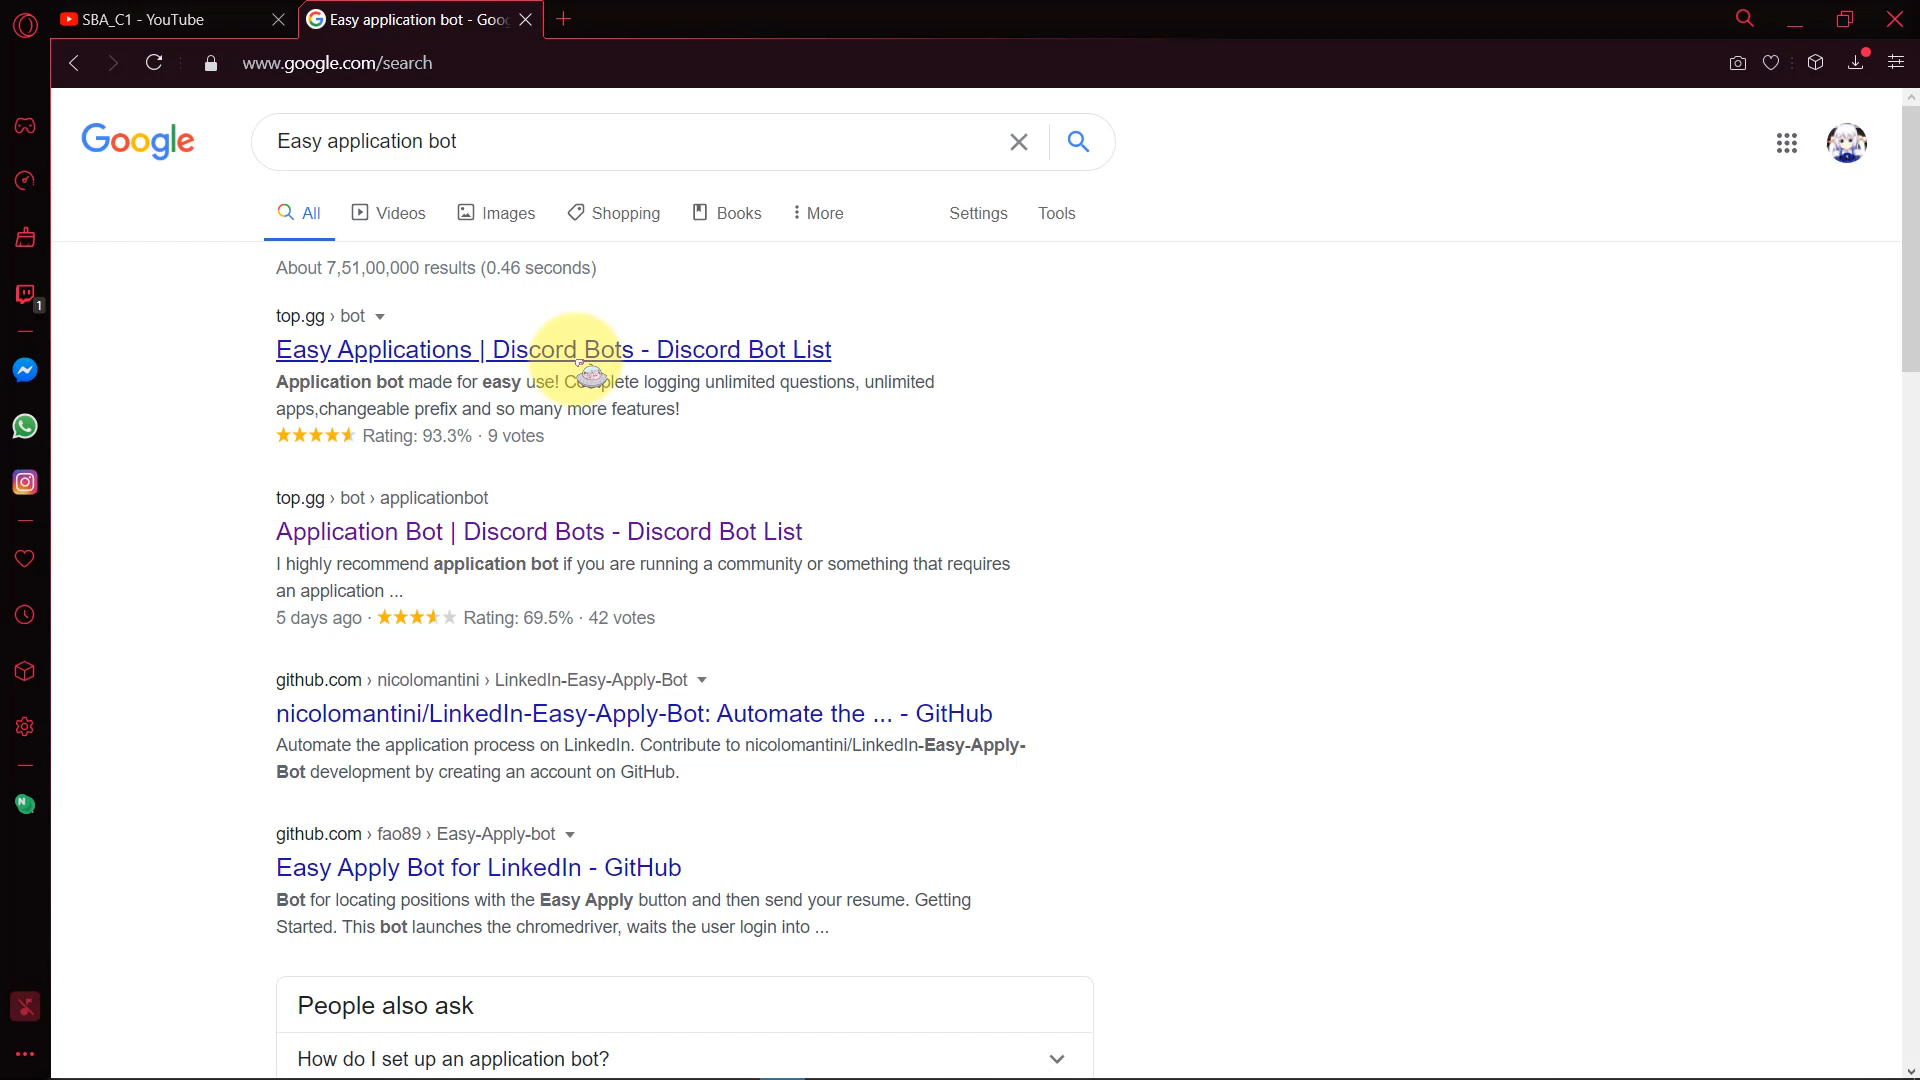 SBA_C1 - YouTube
Easy application bot - Goo
www.google.com/search
Google
Easy application bot
All
Videos
Images
Shopping
Books
More
Settings
Tools
About 7,51,00,000 results (0.46 seconds)
top.gg › bot
Easy Applications | Discord Bots - Discord Bot List
Application bot made for easy use! Complete logging unlimited questions, unlimited
apps,changeable prefix and so many more features!
Rating: 93.3% · 9 votes
top.gg › bot › applicationbot
Application Bot | Discord Bots - Discord Bot List
I highly recommend application bot if you are running a community or something that requires
an application ...
5 days ago · Rating: 69.5% · 42 votes
github.com › nicolomantini › LinkedIn-Easy-Apply-Bot
nicolomantini/LinkedIn-Easy-Apply-Bot: Automate the ... - GitHub
Automate the application process on LinkedIn. Contribute to nicolomantini/LinkedIn-Easy-Apply-
Bot development by creating an account on GitHub.
github.com › fao89 › Easy-Apply-bot
Easy Apply Bot for LinkedIn - GitHub
Bot for locating positions with the Easy Apply button and then send your resume. Getting
Started. This bot launches the chromedriver, waits the user login into ...
People also ask
How do I set up an application bot?
1
N